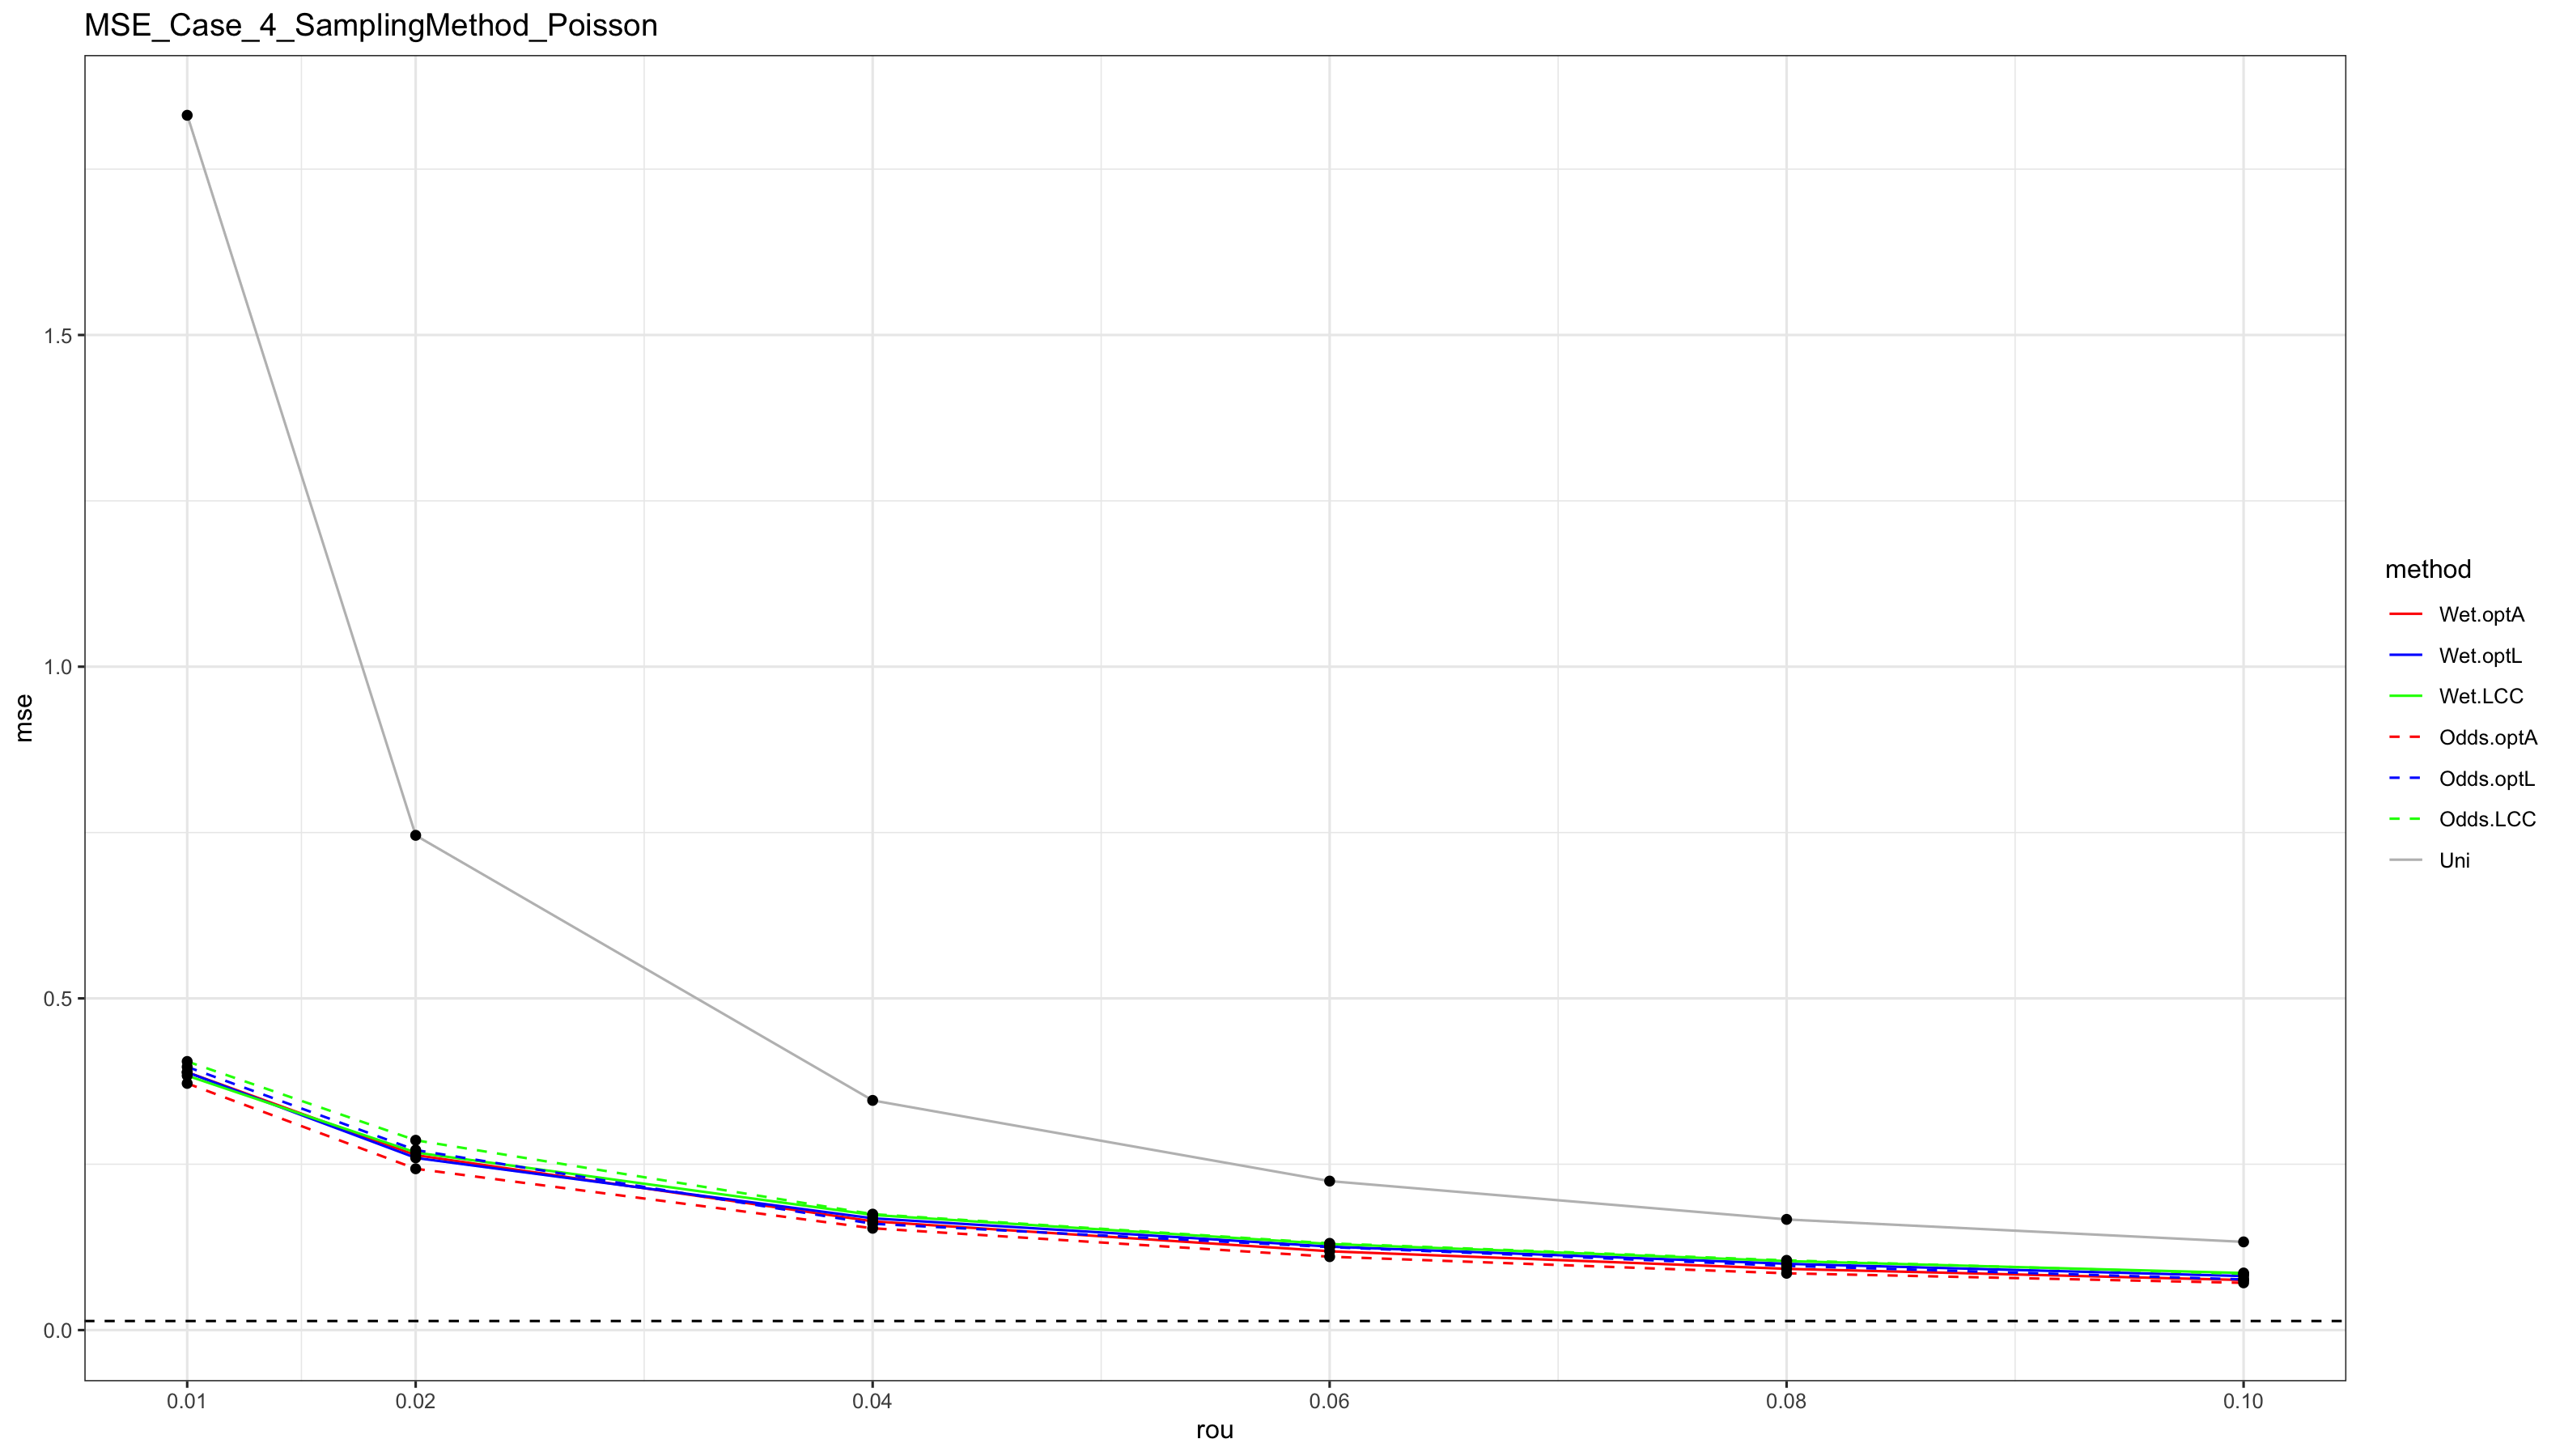 MSE_Case_4_SamplingMethod_Poisson
1.5
1.0
0.5
0.0
mse
0.01 0.02 0.04 0.06 0.08 0.10
rou
method
Wet.optA
Wet.optL
Wet.LCC
Odds.optA
Odds.optL
Odds.LCC
Uni